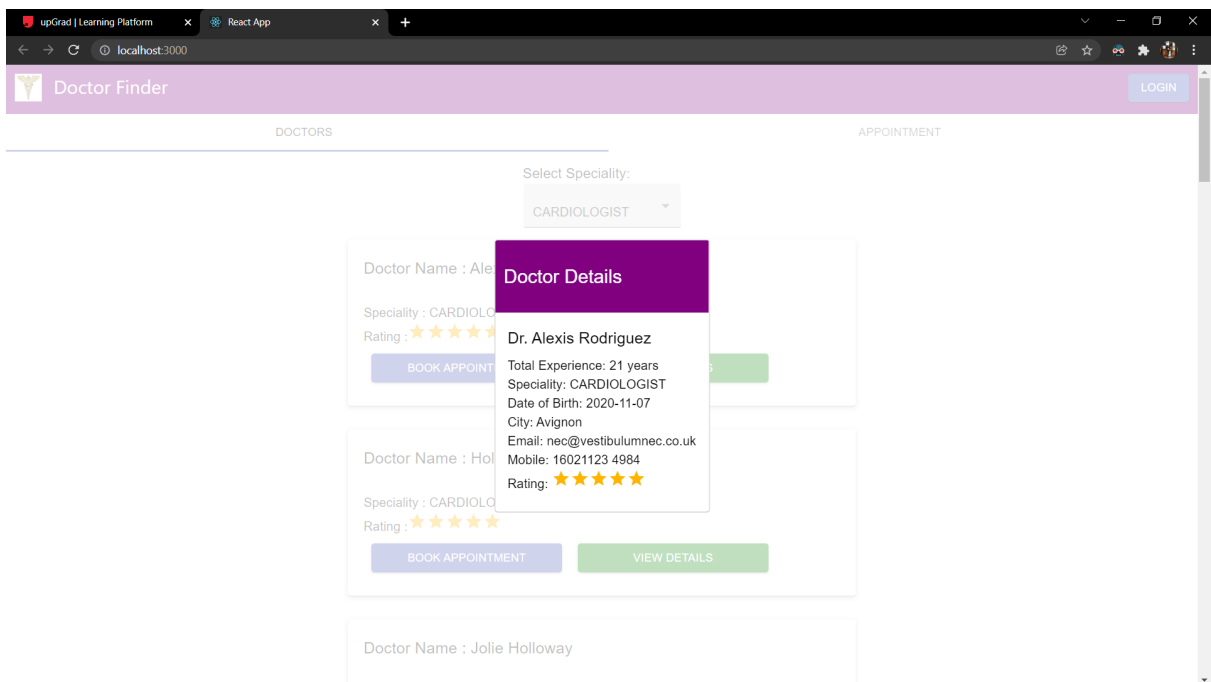 upGrad | Learning Platform
React App
localhost:3000
Doctor Finder
LOGIN
DOCTORS
APPOINTMENT
Select Speciality:
CARDIOLOGIST
Doctor Name : Ale
Speciality : CARDIOLO
Rating :
BOOK APPOINT
Doctor Details
Dr. Alexis Rodriguez
Total Experience: 21 years
Speciality: CARDIOLOGIST
Date of Birth: 2020-11-07
City: Avignon
Email: nec@vestibulumnec.co.uk
Mobile: 16021123 4984
Rating:
Doctor Name : Hol
Speciality : CARDIOLO
Rating :
BOOK APPOINTMENT
VIEW DETAILS
Doctor Name : Jolie Holloway